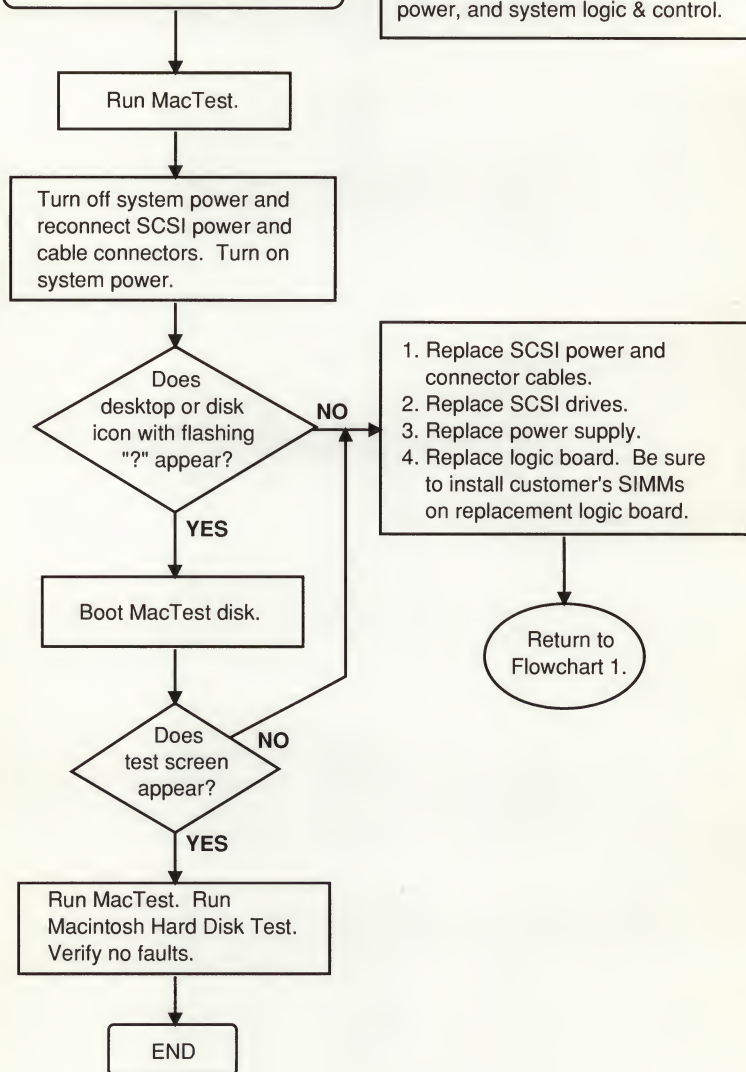 power, and system logic & control.
Run MacTest.
Turn off system power and
reconnect SCSI power and
cable connectors. Turn on
system power.
Does
desktop or disk
icon with flashing
"?" appear?
NO
1. Replace SCSI power and
connector cables.
2. Replace SCSI drives.
3. Replace power supply.
4. Replace logic board. Be sure
to install customer's SIMMs
on replacement logic board.
YES
Boot MacTest disk.
Return to
Flowchart 1.
Does
test screen
appear?
NO
YES
Run MacTest. Run
Macintosh Hard Disk Test.
Verify no faults.
END